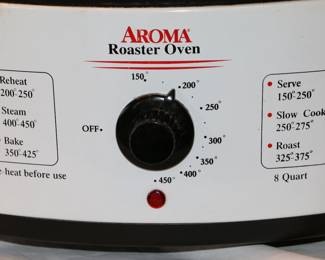 AROMA®
Roaster Oven
Reheat
200°-250°
Steam
400°-450°
Bake
350°-425°
heat before use
OFF
150°
200°
250°
300°
350°
400°
450°
Serve
150°-250°
Slow Cook
250°-275°
Roast
325°-375°
8 Quart